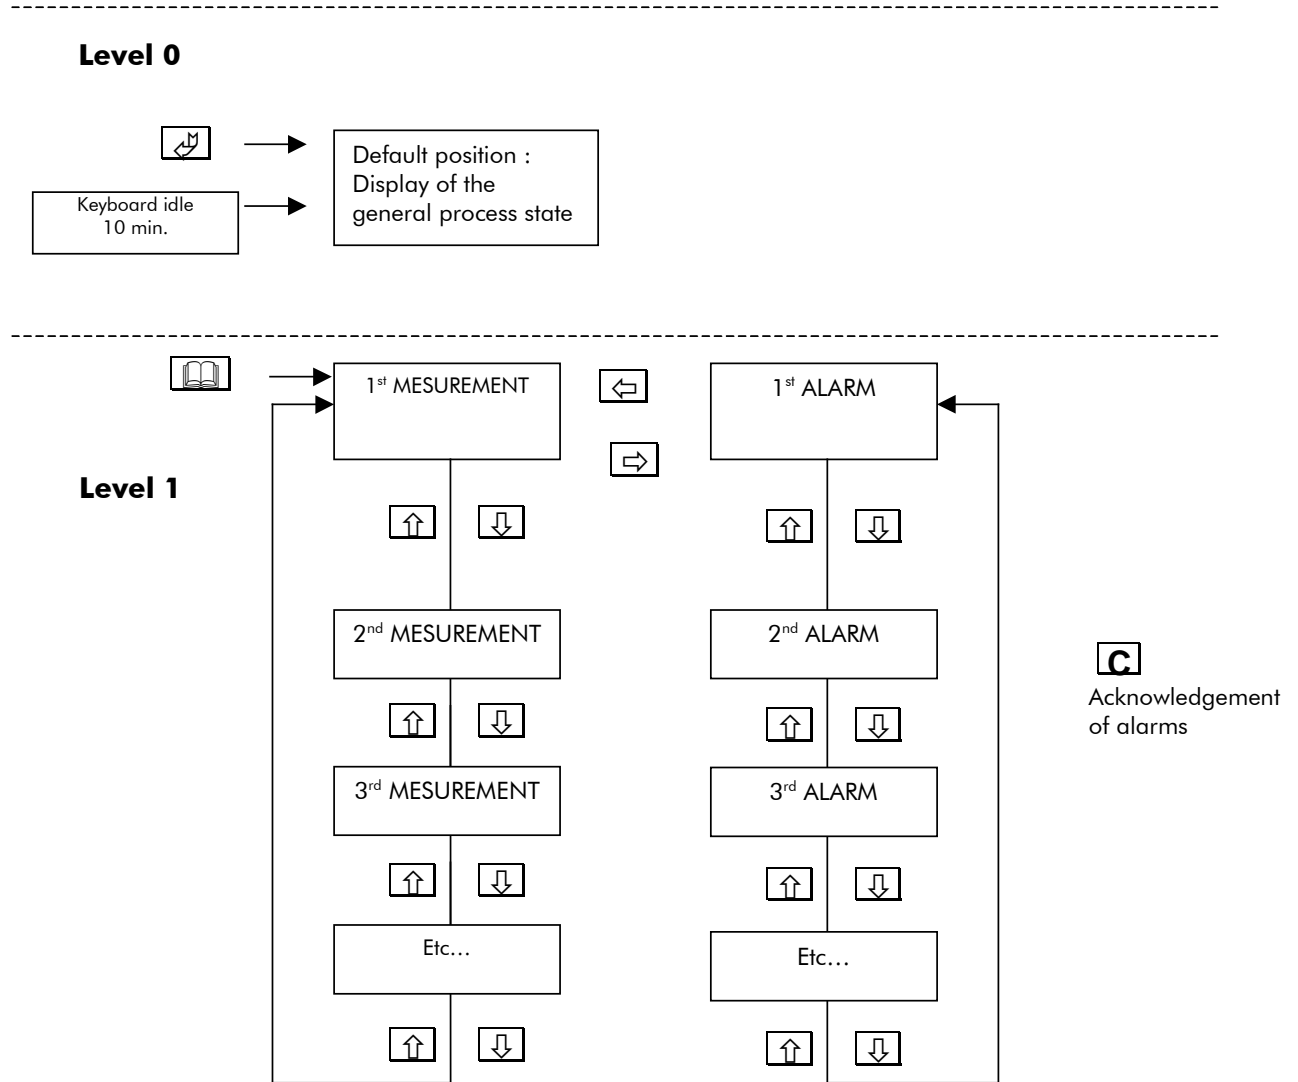 Level 0
Default position :
Display of the
general process state
Keyboard idle
10 min.
1st MESUREMENT
1st ALARM
Level 1
2nd MESUREMENT
2nd ALARM
C
Acknowledgement
of alarms
3rd MESUREMENT
3rd ALARM
Etc...
Etc...